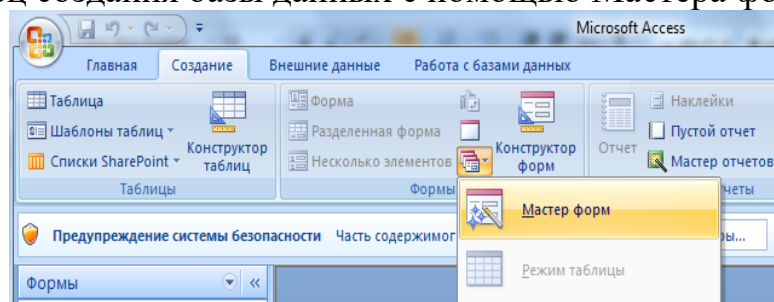 ц создания базы данных с помощью Мастера фо
Microsoft Access
Главная Создание Внешние данные Работа с базами данных
Таблица
Шаблоны таблиц
Списки SharePoint
Конструктор таблиц
Таблицы
Форма
Разделенная форма
Несколько элементов
Конструктор форм
Формы
Отчет
Наклейки
Пустой отчет
Мастер отчетов
четы
Мастер форм
Режим таблицы
Предупреждение системы безопасности Часть содержимог
ры...
Формы